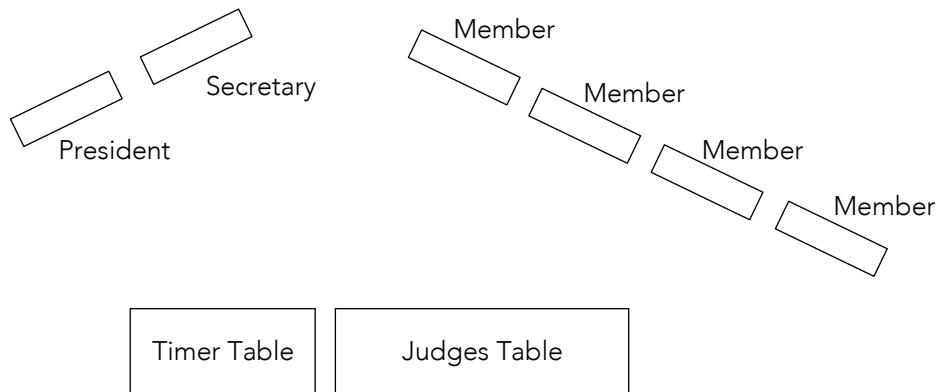 Member
Secretary
Member
President
Member
Member
Timer Table
Judges Table